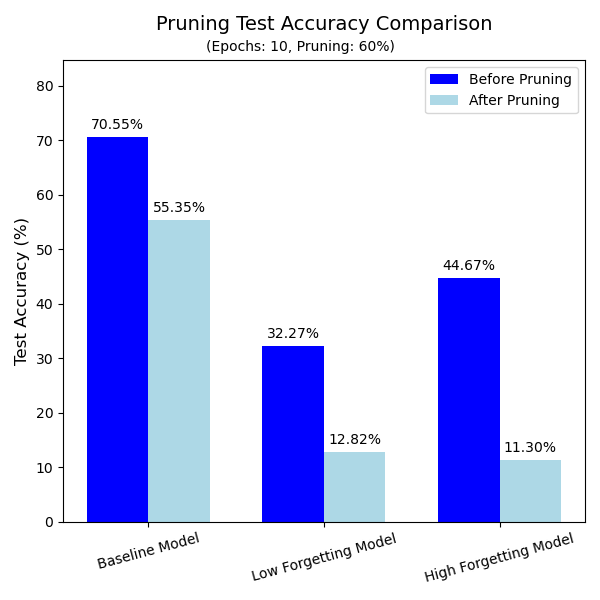 Pruning Test Accuracy Comparison
(Epochs: 10, Pruning: 60%)
Before Pruning
After Pruning
Test Accuracy (%)
80
70
60
50
40
30
20
10
0
70.55%
55.35%
32.27%
12.82%
44.67%
11.30%
Baseline Model
Low Forgetting Model
High Forgetting Model